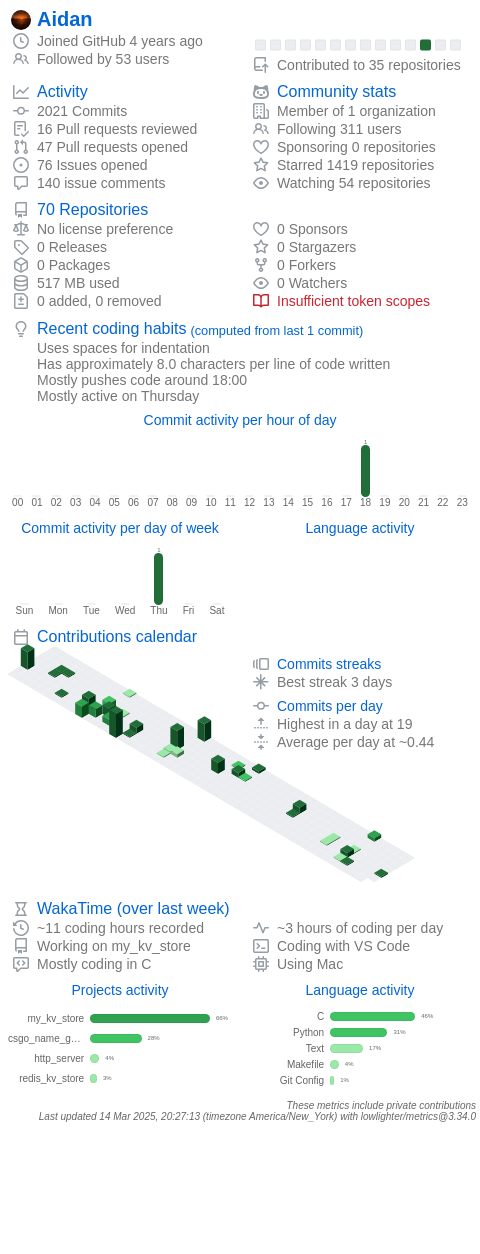 Aidan
Joined GitHub 4 years ago
Followed by 53 users
Contributed to 35 repositories
Activity
2021 Commits
16 Pull requests reviewed
47 Pull requests opened
76 Issues opened
140 issue comments
Community stats
Member of 1 organization
Following 311 users
Sponsoring 0 repositories
Starred 1419 repositories
Watching 54 repositories
70 Repositories
No license preference
0 Releases
0 Packages
517 MB used
0 added, 0 removed
0 Sponsors
0 Stargazers
0 Forkers
0 Watchers
Insufficient token scopes
Recent coding habits (computed from last 1 commit)
Uses spaces for indentation
Has approximately 8.0 characters per line of code written
Mostly pushes code around 18:00
Mostly active on Thursday
Commit activity per hour of day
1
00 01 02 03 04 05 06 07 08 09 10 11 12 13 14 15 16 17 18 19 20 21 22 23
Commit activity per day of week
1
Sun Mon Tue Wed Thu Fri Sat
Language activity
Contributions calendar
Commits streaks
Best streak 3 days
Commits per day
Highest in a day at 19
Average per day at ~0.44
WakaTime (over last week)
~11 coding hours recorded
Working on my_kv_store
Mostly coding in C
~3 hours of coding per day
Coding with VS Code
Using Mac
Projects activity
my_kv_store 66%
csgo_name_g… 28%
http_server 4%
redis_kv_store 3%
Language activity
C 46%
Python 31%
Text 17%
Makefile 4%
Git Config 1%
These metrics include private contributions
Last updated 14 Mar 2025, 20:27:13 (timezone America/New_York) with lowlighter/metrics@3.34.0